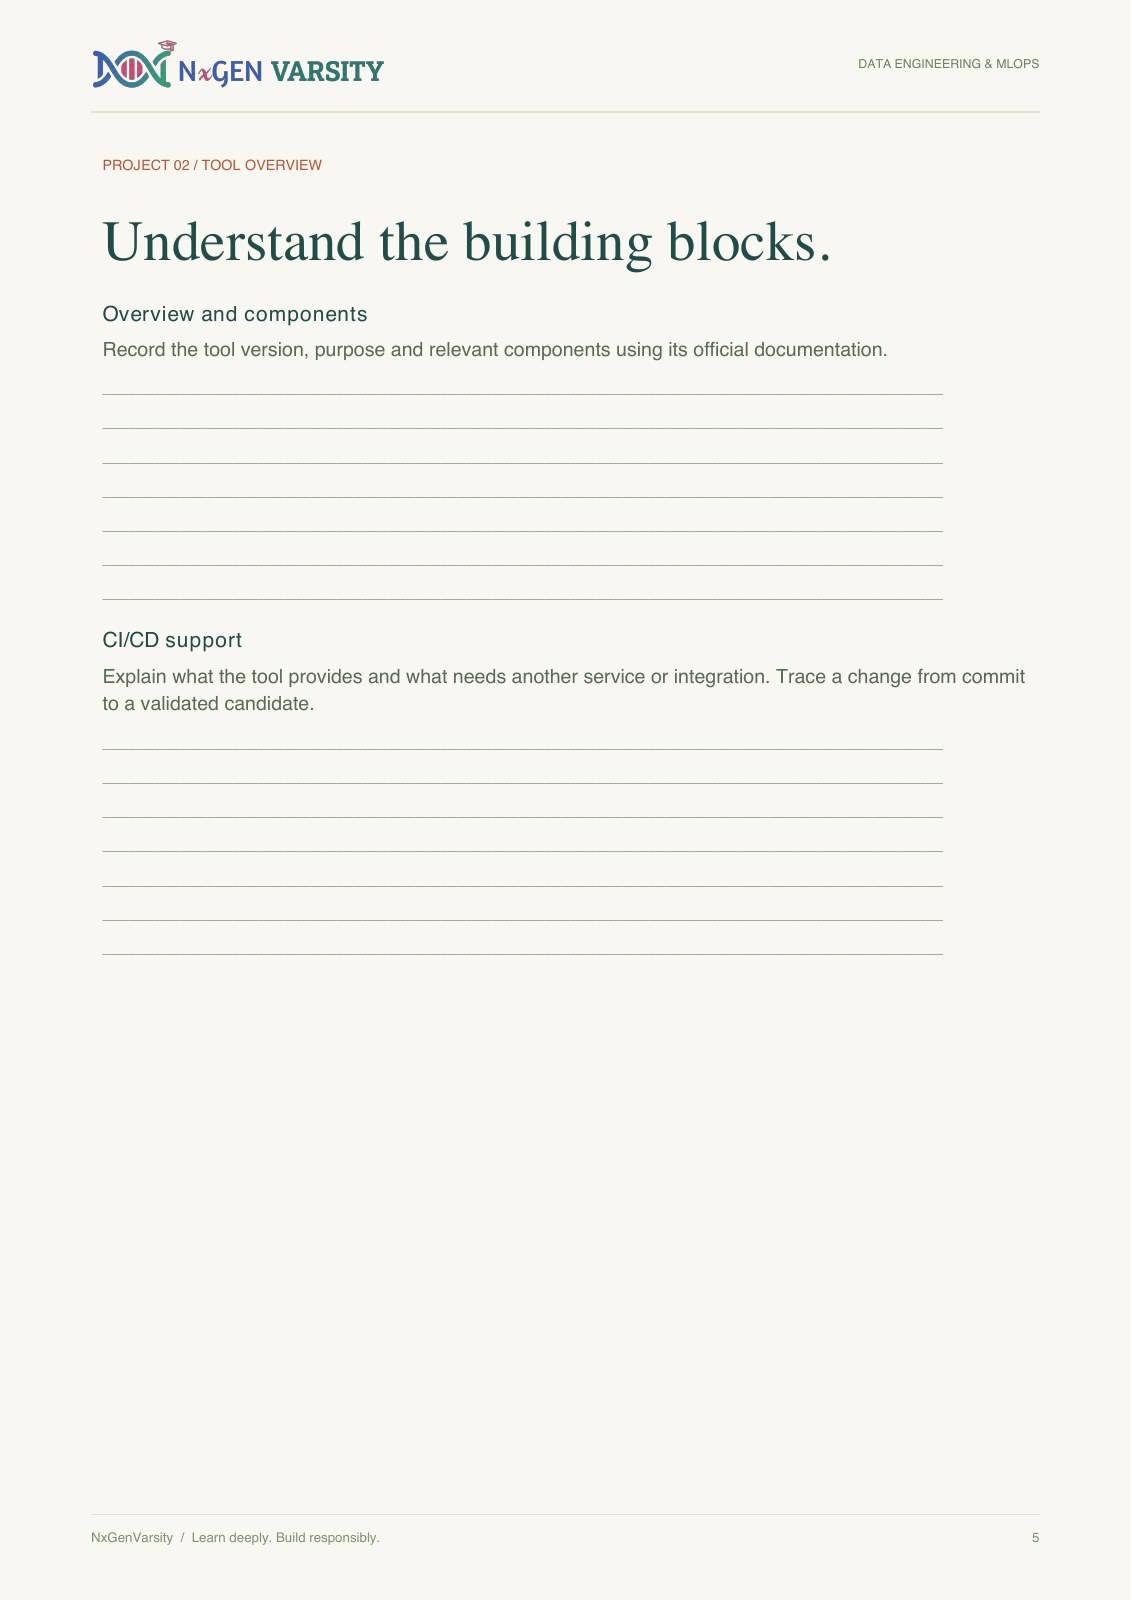 NxGEN VARSITY
DATA ENGINEERING & MLOPS
PROJECT 02 / TOOL OVERVIEW
Understand the building blocks.
Overview and components
Record the tool version, purpose and relevant components using its official documentation.
CI/CD support
Explain what the tool provides and what needs another service or integration. Trace a change from commit
to a validated candidate.
NxGenVarsity / Learn deeply. Build responsibly.
5